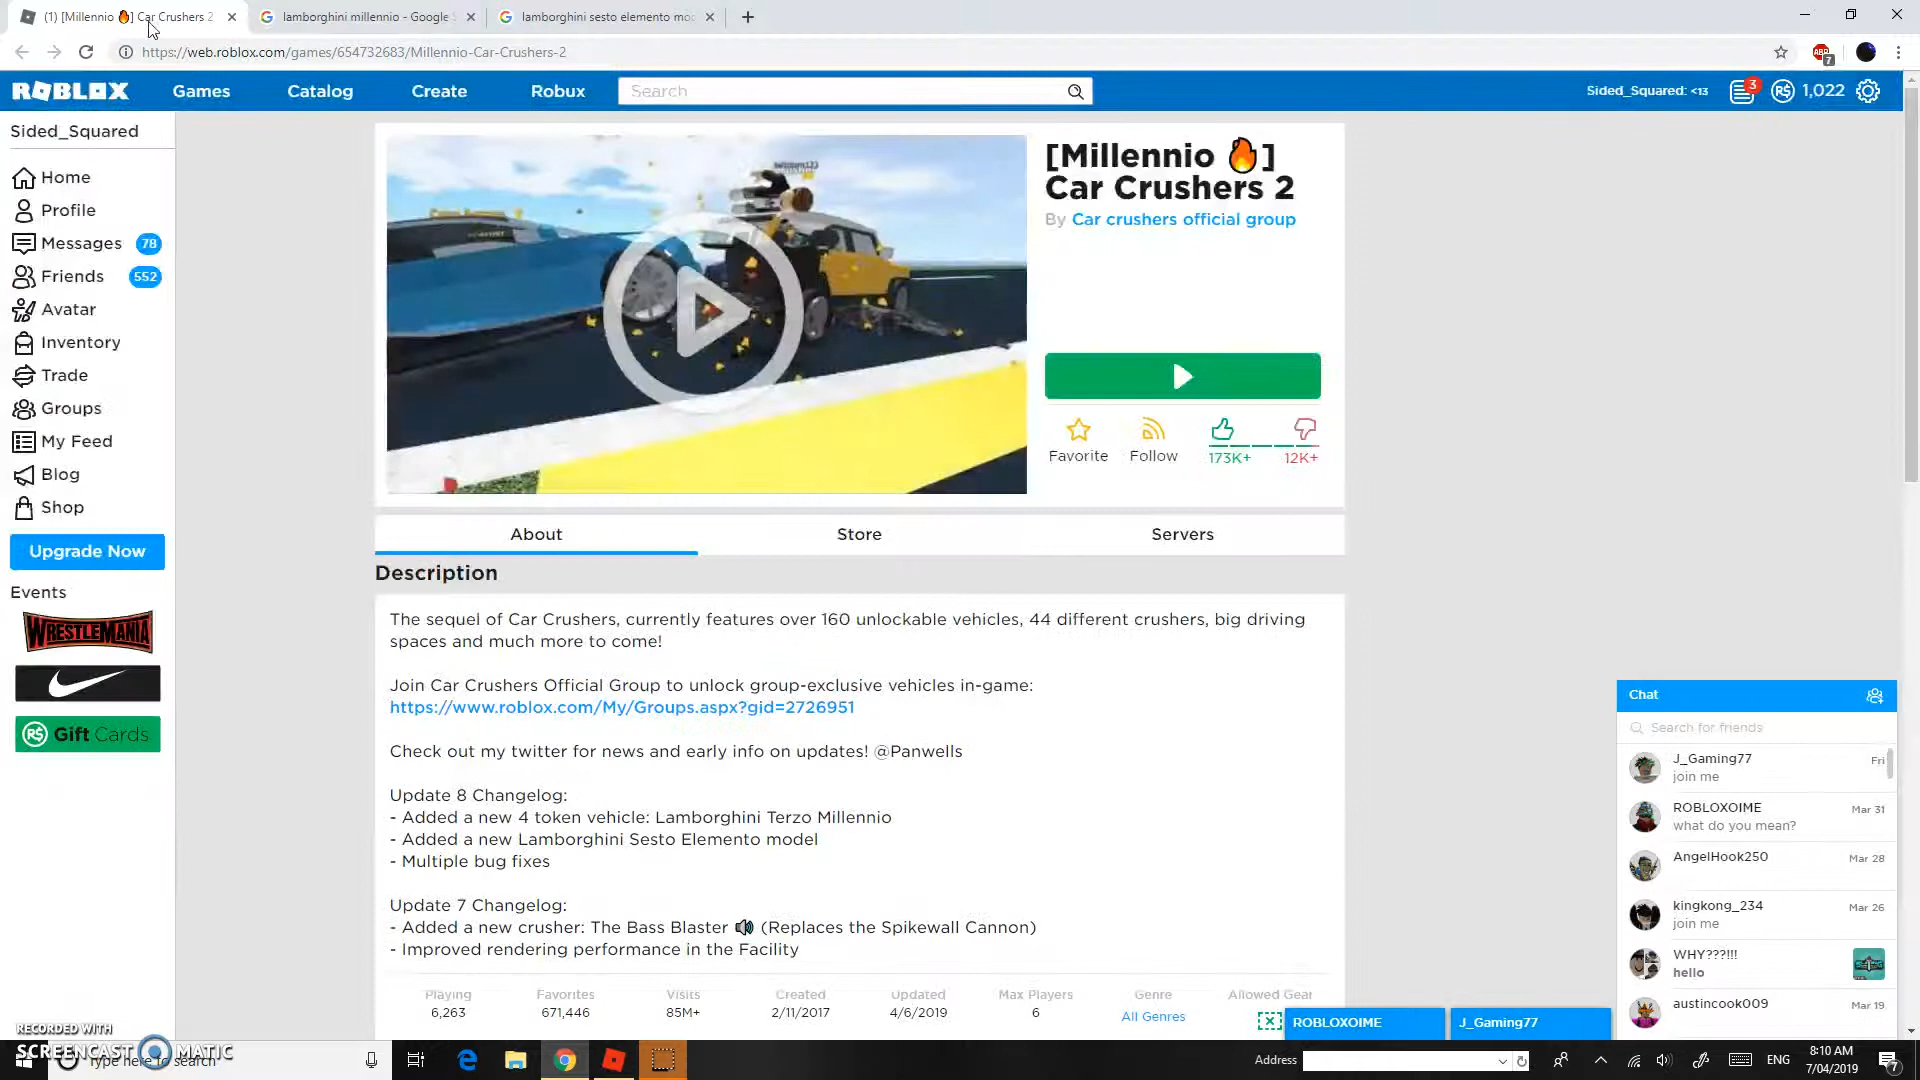 (1) [Millennio 🔥] Car Crushers 2
lamborghini millennio - Google S
lamborghini sesto elemento mod
https://web.roblox.com/games/654732683/Millennio-Car-Crushers-2
ABP
7
ROBLOX
Games
Catalog
Create
Robux
Search
Sided_Squared: <13
3
R$
1,022
Sided_Squared
Home
Profile
Messages 78
Friends 552
Avatar
Inventory
Trade
Groups
My Feed
Blog
Shop
Upgrade Now
Events
WRESTLEMANIA
R$ Gift Cards
[Millennio 🔥]
Car Crushers 2
By Car crushers official group
Favorite
Follow
173K+
12K+
About
Store
Servers
Description
The sequel of Car Crushers, currently features over 160 unlockable vehicles, 44 different crushers, big driving
spaces and much more to come!
Join Car Crushers Official Group to unlock group-exclusive vehicles in-game:
https://www.roblox.com/My/Groups.aspx?gid=2726951
Check out my twitter for news and early info on updates! @Panwells
Update 8 Changelog:
- Added a new 4 token vehicle: Lamborghini Terzo Millennio
- Added a new Lamborghini Sesto Elemento model
- Multiple bug fixes
Update 7 Changelog:
- Added a new crusher: The Bass Blaster 🔊 (Replaces the Spikewall Cannon)
- Improved rendering performance in the Facility
Playing
Favorites
Visits
Created
Updated
Max Players
Genre
Allowed Gear
6,263
671,446
85M+
2/11/2017
4/6/2019
6
All Genres
Chat
Search for friends
J_Gaming77
Fri
join me
ROBLOXOIME
Mar 31
what do you mean?
AngelHook250
Mar 28
kingkong_234
Mar 26
join me
WHY???!!!
hello
austincook009
Mar 19
ROBLOXOIME
J_Gaming77
RECORDED WITH
SCREENCAST MATIC
Type here to search
Address
ENG
8:10 AM
7/04/2019
7